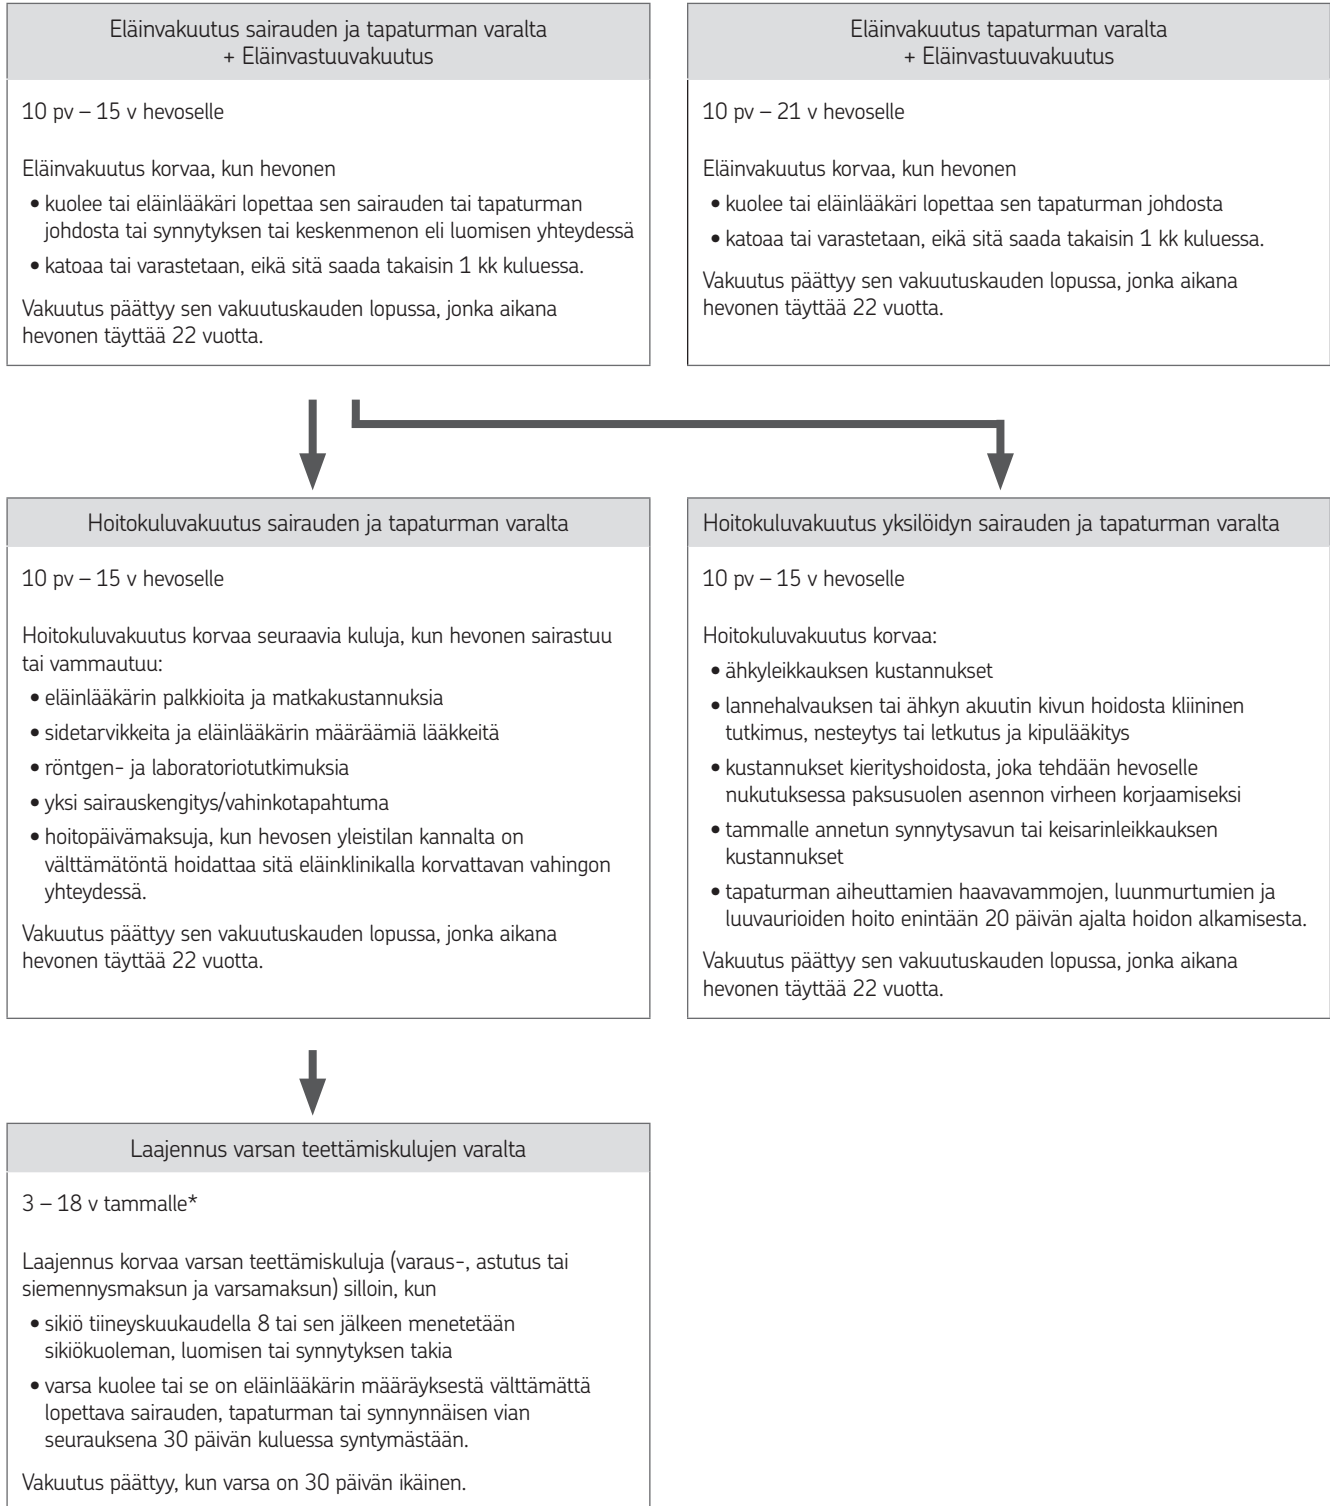 Eläinvakuutus sairauden ja tapaturman varalta
+ Eläinvastuuvakuutus
10 pv – 15 v hevoselle
Eläinvakuutus korvaa, kun hevonen
• kuolee tai eläinlääkäri lopettaa sen sairauden tai tapaturman
johdosta tai synnytyksen tai keskenmenon eli luomisen yhteydessä
• katoaa tai varastetaan, eikä sitä saada takaisin 1 kk kuluessa.
Vakuutus päättyy sen vakuutuskauden lopussa, jonka aikana
hevonen täyttää 22 vuotta.
Eläinvakuutus tapaturman varalta
+ Eläinvastuuvakuutus
10 pv – 21 v hevoselle
Eläinvakuutus korvaa, kun hevonen
• kuolee tai eläinlääkäri lopettaa sen tapaturman johdosta
• katoaa tai varastetaan, eikä sitä saada takaisin 1 kk kuluessa.
Vakuutus päättyy sen vakuutuskauden lopussa, jonka aikana
hevonen täyttää 22 vuotta.
Hoitokuluvakuutus sairauden ja tapaturman varalta
10 pv – 15 v hevoselle
Hoitokuluvakuutus korvaa seuraavia kuluja, kun hevonen sairastuu
tai vammautuu:
• eläinlääkärin palkkioita ja matkakustannuksia
• sidetarvikkeita ja eläinlääkärin määräämiä lääkkeitä
• röntgen- ja laboratoriotutkimuksia
• yksi sairauskengitys/vahinkotapahtuma
• hoitopäivämaksuja, kun hevosen yleistilan kannalta on
välttämätöntä hoidattaa sitä eläinklinikalla korvattavan vahingon
yhteydessä.
Vakuutus päättyy sen vakuutuskauden lopussa, jonka aikana
hevonen täyttää 22 vuotta.
Hoitokuluvakuutus yksilöidyn sairauden ja tapaturman varalta
10 pv – 15 v hevoselle
Hoitokuluvakuutus korvaa:
• ähkyleikkauksen kustannukset
• lannehalvauksen tai ähkyn akuutin kivun hoidosta kliininen
tutkimus, nesteytys tai letkutus ja kipulääkitys
• kustannukset kierityshoidosta, joka tehdään hevoselle
nukutuksessa paksusuolen asennon virheen korjaamiseksi
• tammalle annetun synnytysavun tai keisarinleikkauksen
kustannukset
• tapaturman aiheuttamien haavavammojen, luunmurtumien ja
luuvaurioiden hoito enintään 20 päivän ajalta hoidon alkamisesta.
Vakuutus päättyy sen vakuutuskauden lopussa, jonka aikana
hevonen täyttää 22 vuotta.
Laajennus varsan teettämiskulujen varalta
3 – 18 v tammalle*
Laajennus korvaa varsan teettämiskuluja (varaus-, astutus tai
siemennysmaksun ja varsamaksun) silloin, kun
• sikiö tiineyskuukaudella 8 tai sen jälkeen menetetään
sikiökuoleman, luomisen tai synnytyksen takia
• varsa kuolee tai se on eläinlääkärin määräyksestä välttämättä
lopettava sairauden, tapaturman tai synnynnäisen vian
seurauksena 30 päivän kuluessa syntymästään.
Vakuutus päättyy, kun varsa on 30 päivän ikäinen.